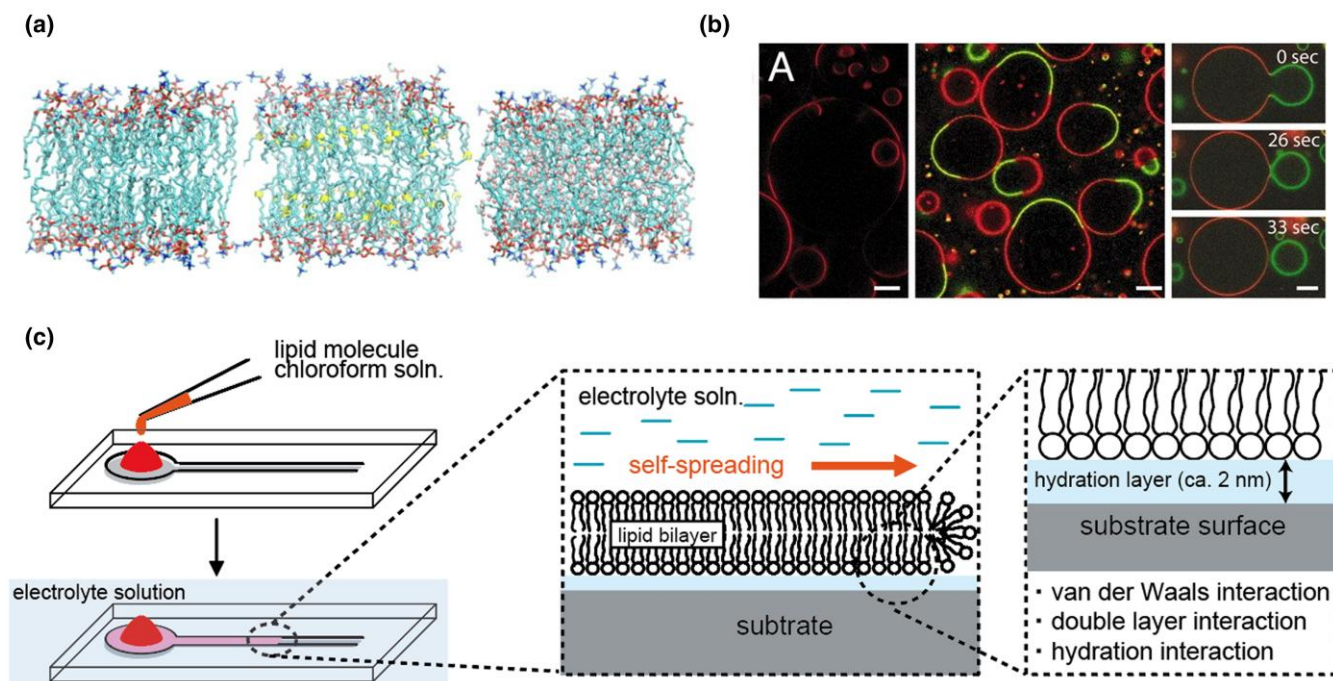 (a)
(b)
A
0 sec
26 sec
33 sec
(c)
lipid molecule
chloroform soln.
electrolyte solution
electrolyte soln.
self-spreading
lipid bilayer
subtrate
hydration layer (ca. 2 nm)
substrate surface
· van der Waals interaction
· double layer interaction
· hydration interaction